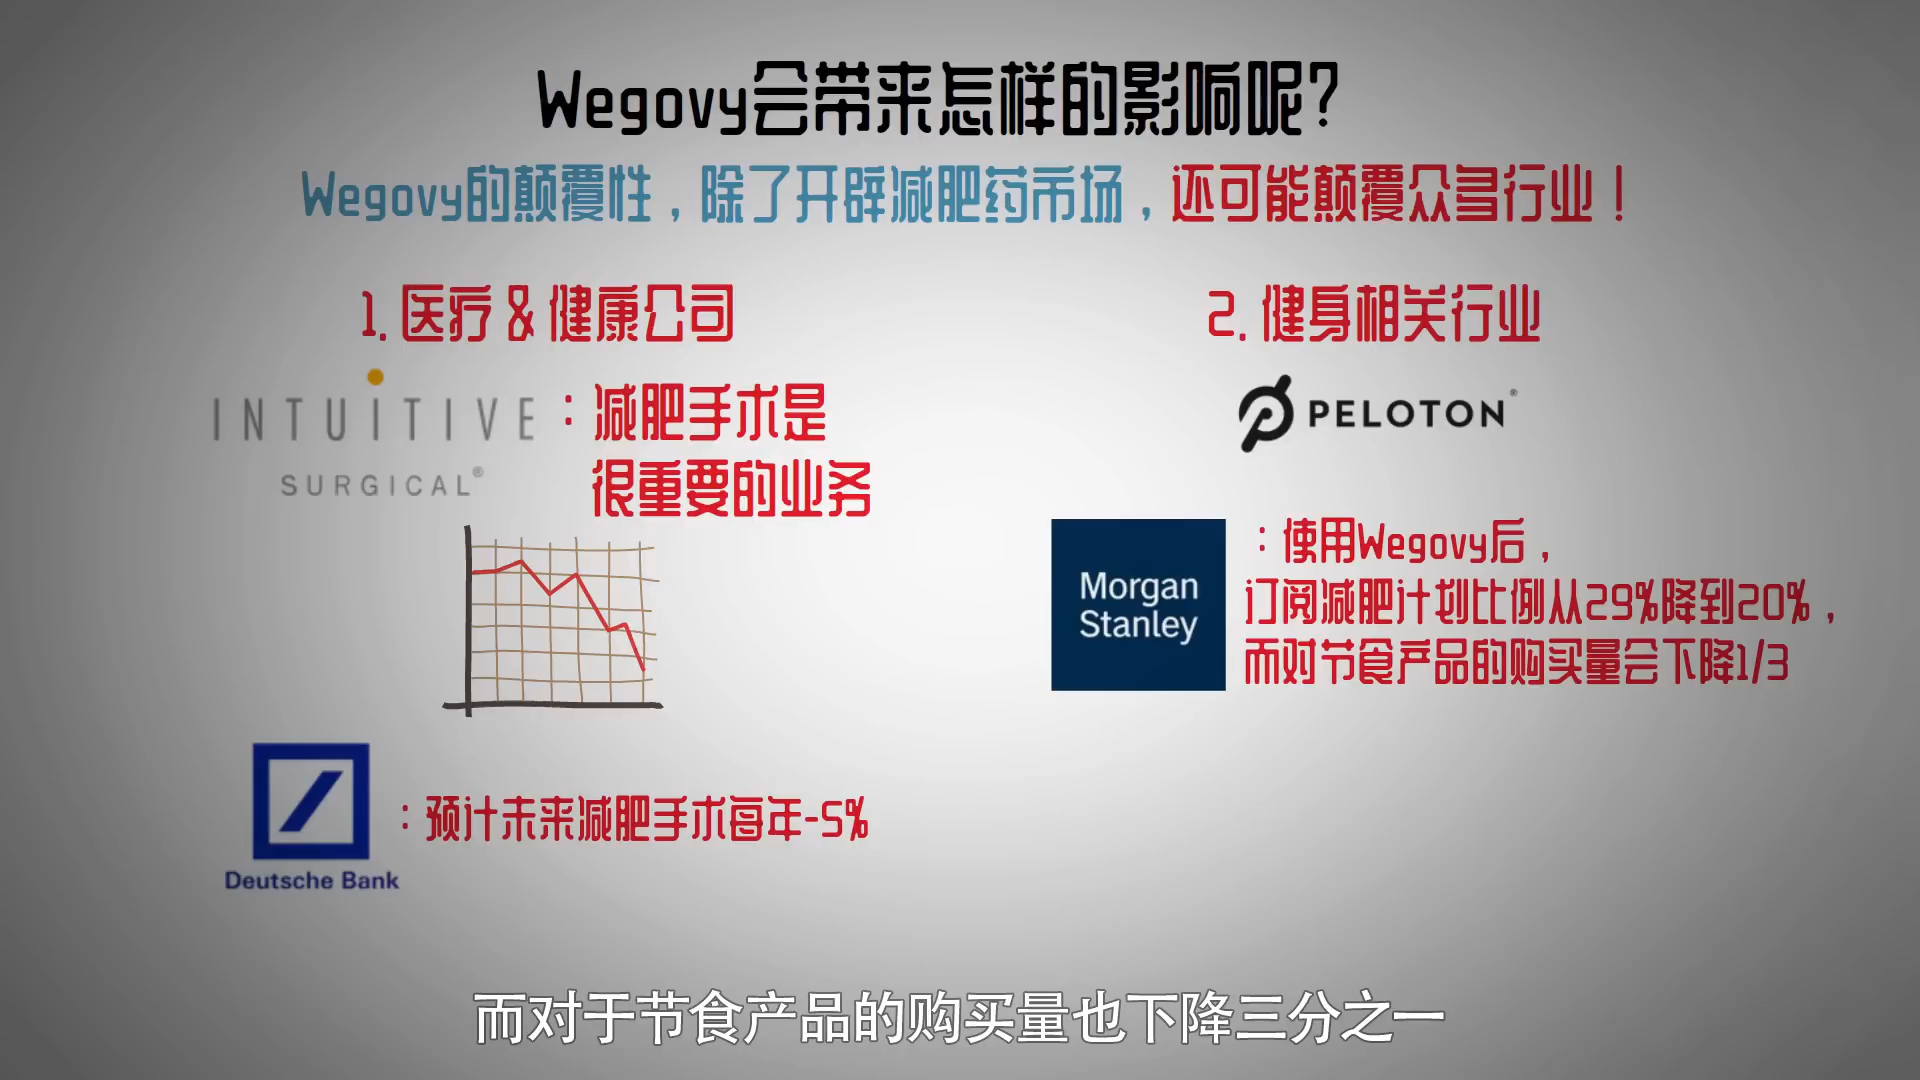 Wegovy会带来怎样的影响呢?
Wegovy的颠覆性，除了开辟减肥药市场，还可能颠覆众多行业！
1. 医疗 & 健康公司
INTUITIVE
SURGICAL®
：减肥手术是
很重要的业务
Deutsche Bank
：预计未来减肥手术每年-5%
2. 健身相关行业
PELOTON®
Morgan
Stanley
：使用Wegovy后，
订阅减肥计划比例从29%降到20%，
而对节食产品的购买量会下降1/3
而对于节食产品的购买量也下降三分之一